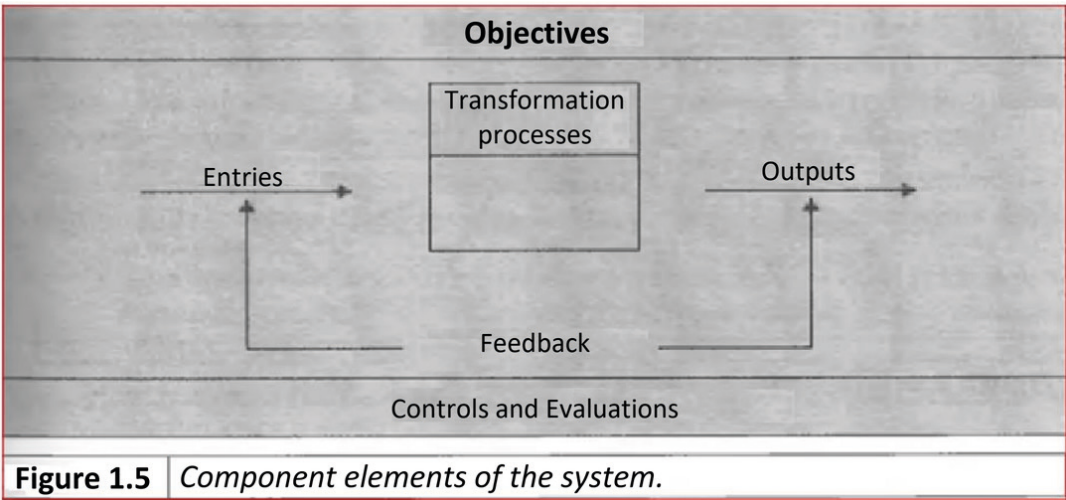 Objectives
Transformation
processes
Entries
Outputs
Feedback
Controls and Evaluations
Figure 1.5 Component elements of the system.